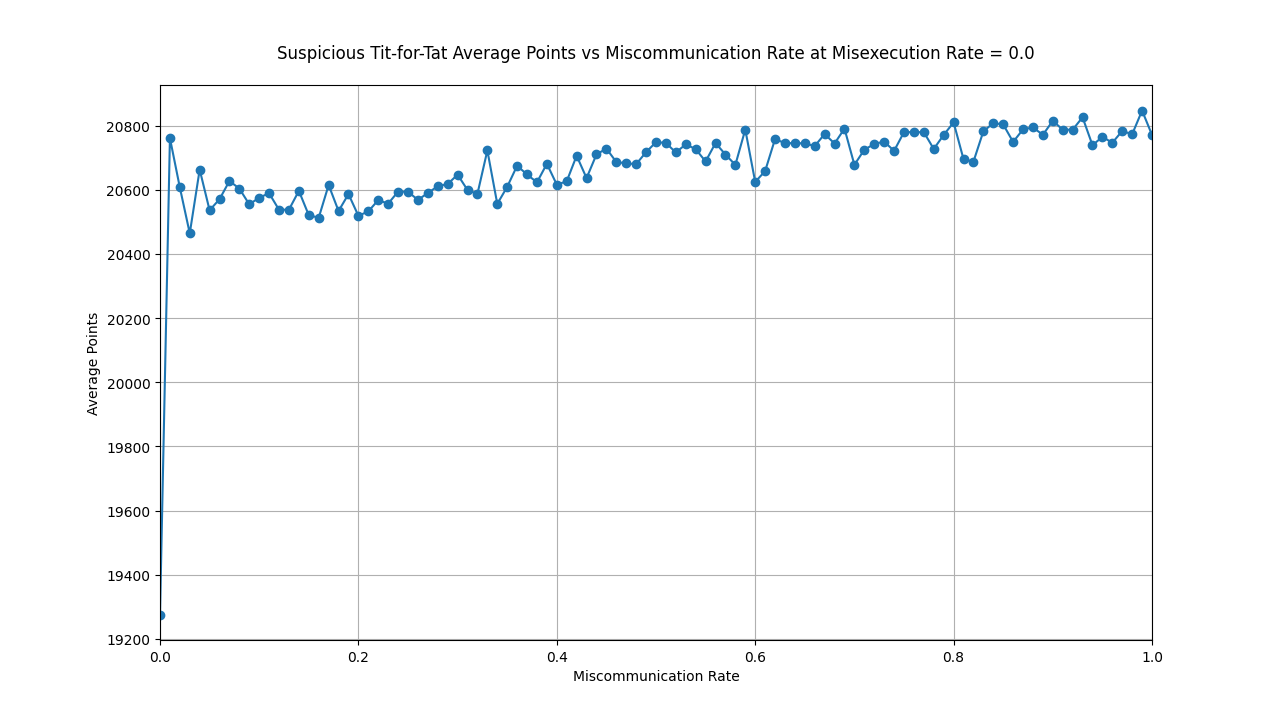 Suspicious Tit-for-Tat Average Points vs Miscommunication Rate at Misexecution Rate = 0.0
20800
20600
20400
20200
20000
19800
19600
19400
19200
Average Points
0.0 0.2 0.4 0.6 0.8 1.0
Miscommunication Rate